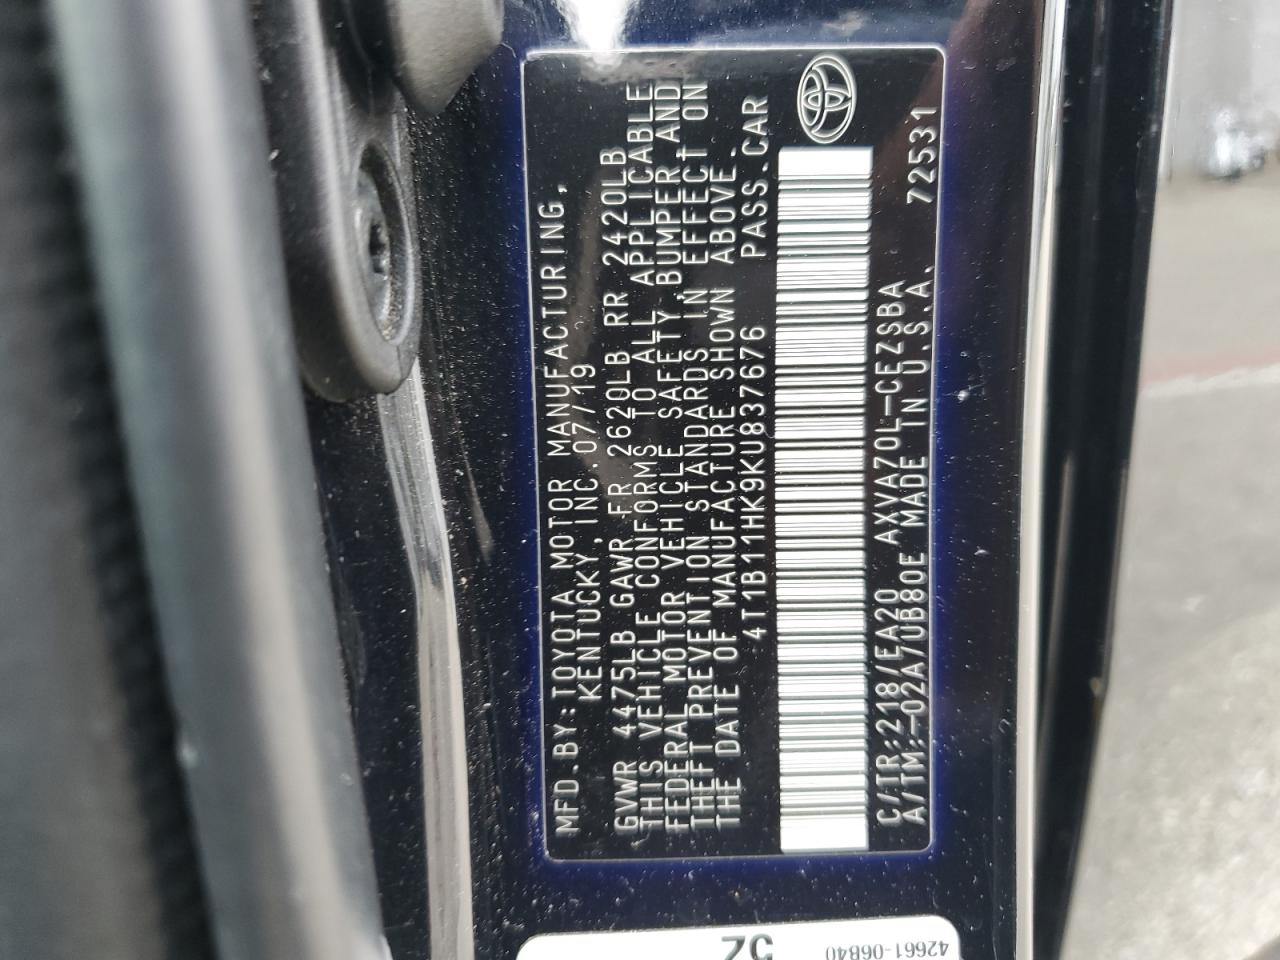 MFD.BY:TOYOTA MOTOR MANUFACTURING,
KENTUCKY, INC. 07/19
GVWR 4475LB GAWR FR 2620LB RR 2420LB
THIS VEHICLE CONFORMS TO ALL APPLICABLE
FEDERAL MOTOR VEHICLE SAFETY, BUMPER, AND
THEFT PREVENTION STANDARDS IN EFFECT ON
THE DATE OF MANUFACTURE SHOWN ABOVE.
4T1B11HK9KU837676 PASS.CAR
C/TR:218/EA20 AXVA70L-CEZSBA
A/TM:-02A/UB80E MADE IN U.S.A. 72531
42661-06B40